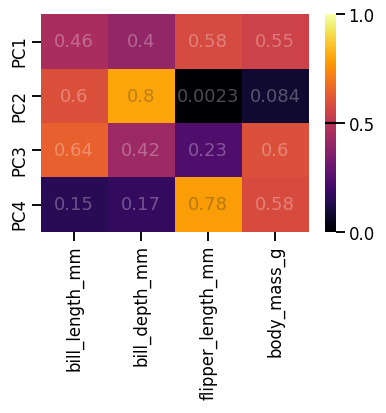 PC1 0.46 0.4 0.58 0.55
PC2 0.6 0.8 0.0023 0.084
PC3 0.64 0.42 0.23 0.6
PC4 0.15 0.17 0.78 0.58
bill_length_mm
bill_depth_mm
flipper_length_mm
body_mass_g
1.0
0.5
0.0